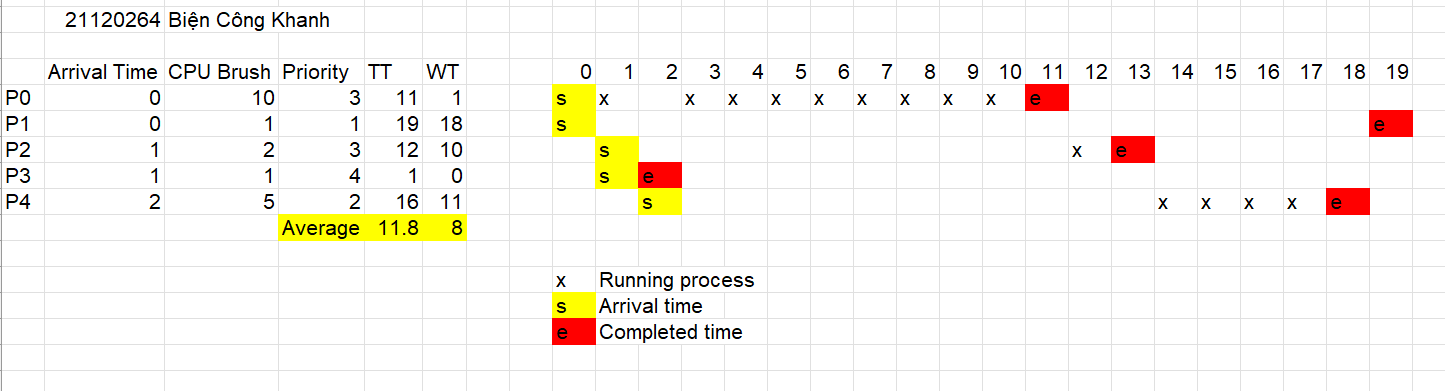 21120264 Biện Công Khanh
Arrival Time CPU Brush Priority TT WT 0 1 2 3 4 5 6 7 8 9 10 11 12 13 14 15 16 17 18 19
P0 0 10 3 11 1 s x x x x x x x x x e
P1 0 1 1 19 18 s e
P2 1 2 3 12 10 s x e
P3 1 1 4 1 0 s e
P4 2 5 2 16 11 s x x x x e
Average 11.8 8
x Running process
s Arrival time
e Completed time